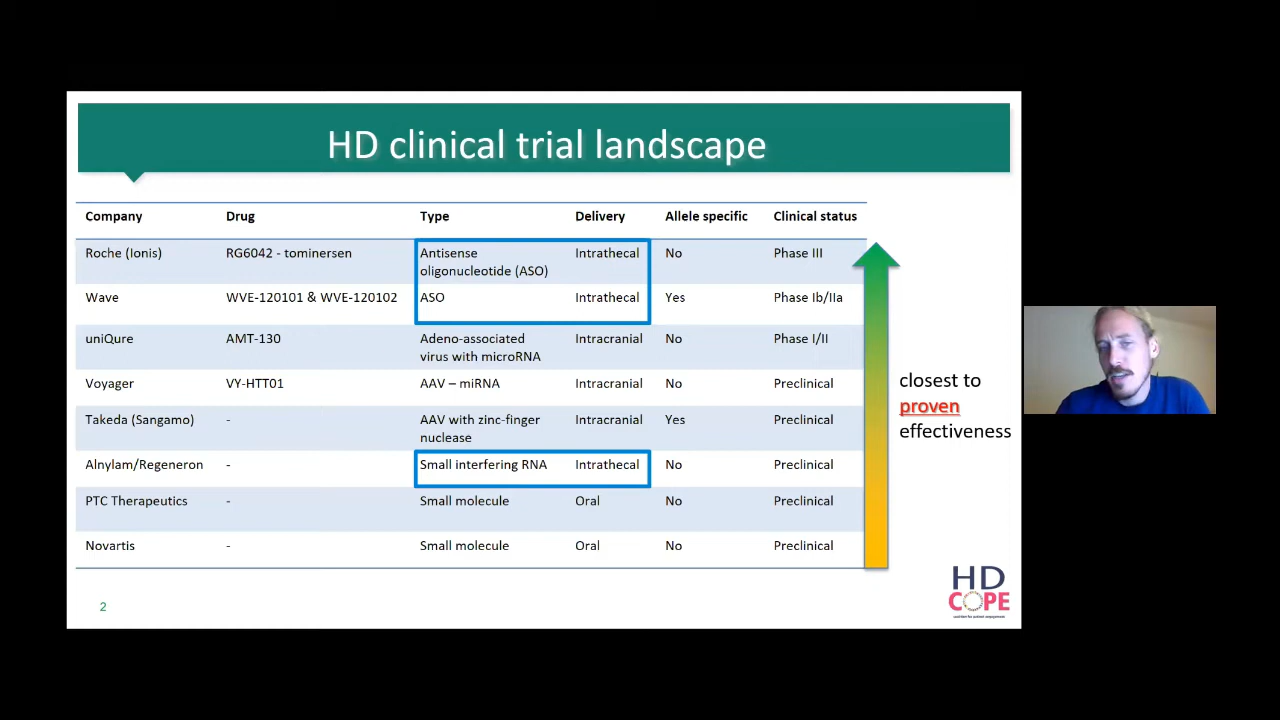 HD clinical trial landscape
Company Drug Type Delivery Allele specific Clinical status
Roche (Ionis) RG6042 - tominersen Antisense oligonucleotide (ASO) Intrathecal No Phase III
Wave WVE-120101 & WVE-120102 ASO Intrathecal Yes Phase Ib/IIa
uniQure AMT-130 Adeno-associated virus with microRNA Intracranial No Phase I/II
Voyager VY-HTT01 AAV – miRNA Intracranial No Preclinical
Takeda (Sangamo) - AAV with zinc-finger nuclease Intracranial Yes Preclinical
Alnylam/Regeneron - Small interfering RNA Intrathecal No Preclinical
PTC Therapeutics - Small molecule Oral No Preclinical
Novartis - Small molecule Oral No Preclinical
closest to
proven
effectiveness
2
HD
COPE